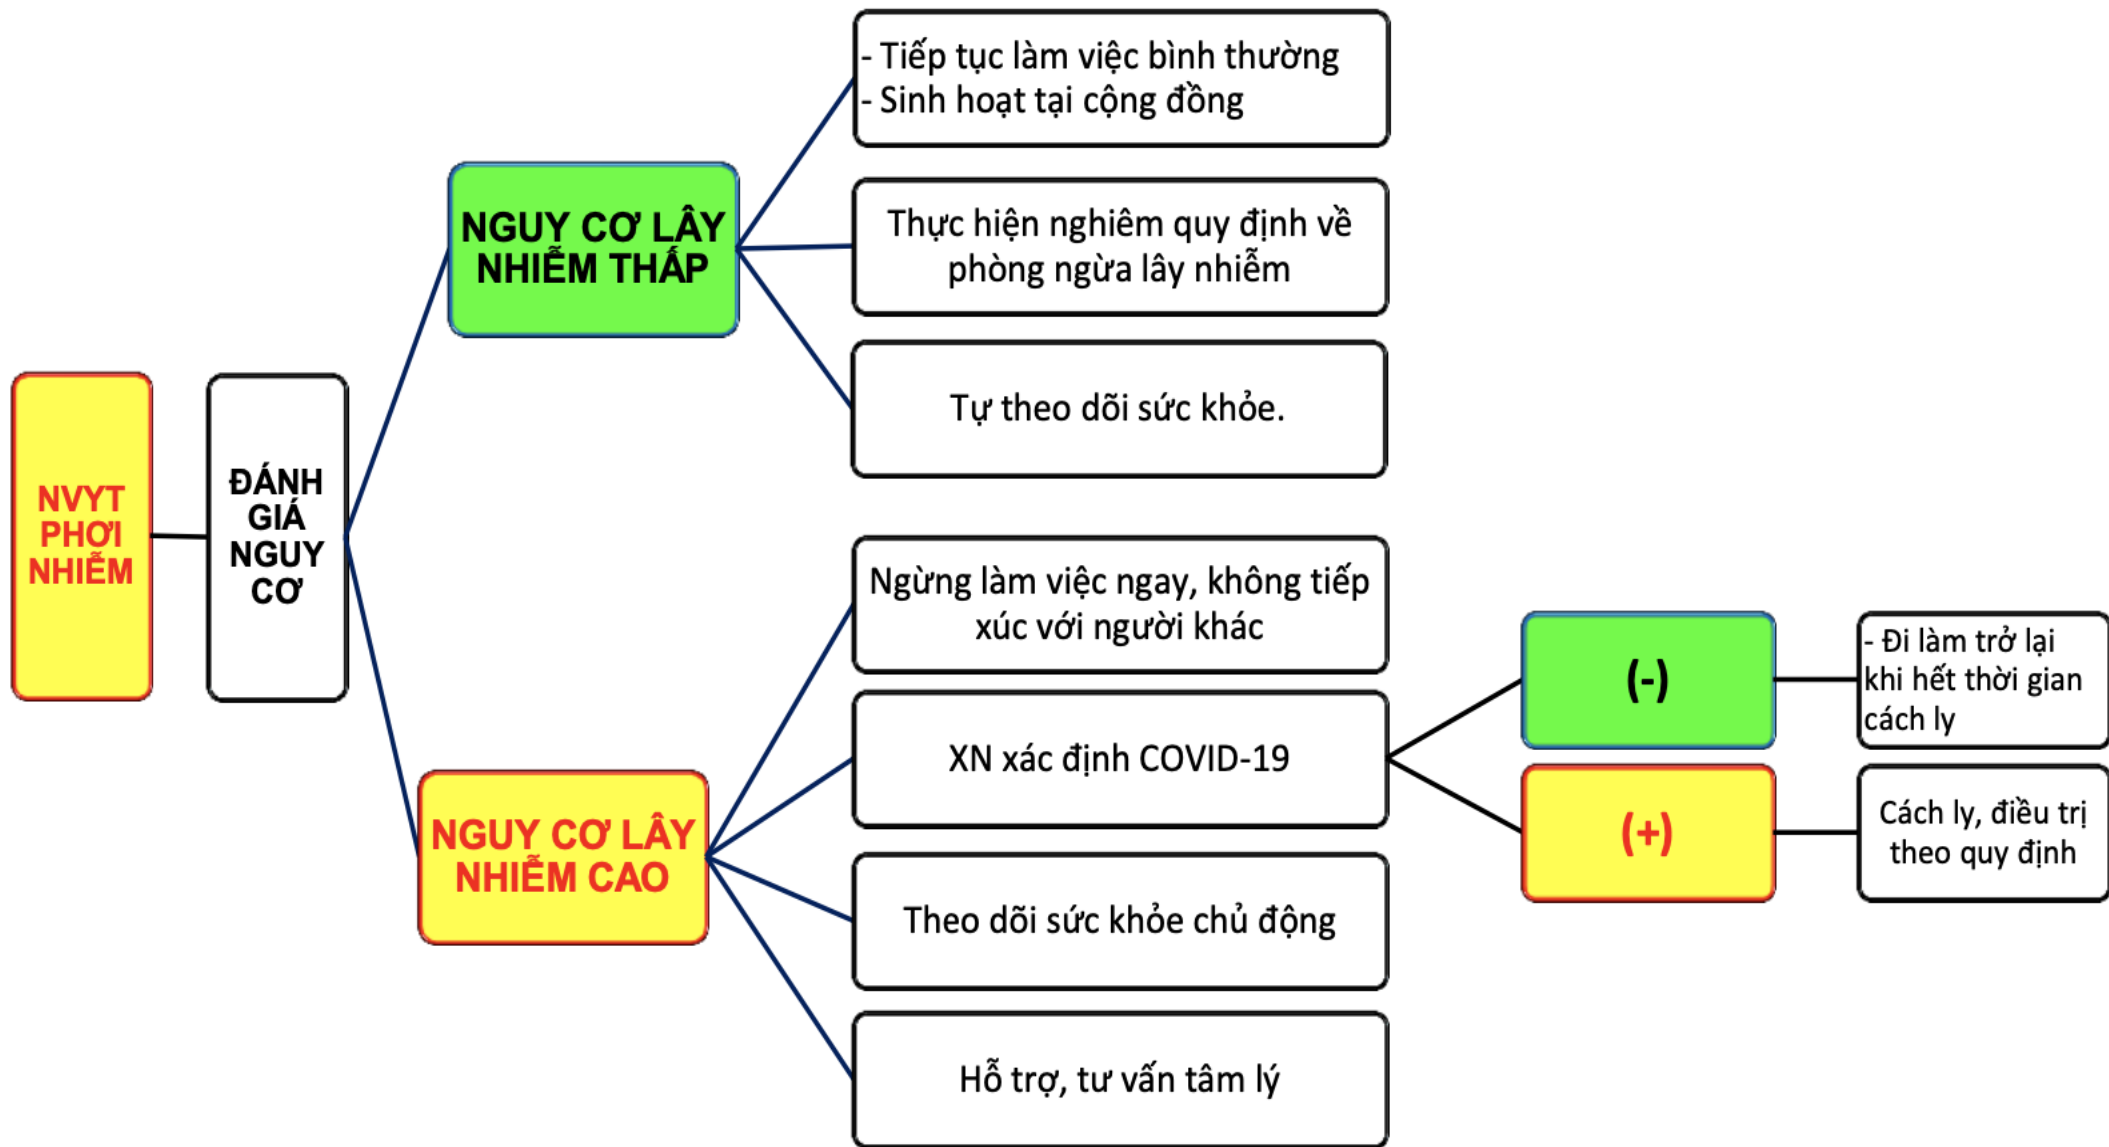 NVYT
PHƠI
NHIỄM
ĐÁNH
GIÁ
NGUY
CƠ
NGUY CƠ LÂY
NHIỄM THẤP
- Tiếp tục làm việc bình thường
- Sinh hoạt tại cộng đồng
Thực hiện nghiêm quy định về
phòng ngừa lây nhiễm
Tự theo dõi sức khỏe.
NGUY CƠ LÂY
NHIỄM CAO
Ngừng làm việc ngay, không tiếp
xúc với người khác
XN xác định COVID-19
(-)
- Đi làm trở lại
khi hết thời gian
cách ly
(+)
Cách ly, điều trị
theo quy định
Theo dõi sức khỏe chủ động
Hỗ trợ, tư vấn tâm lý